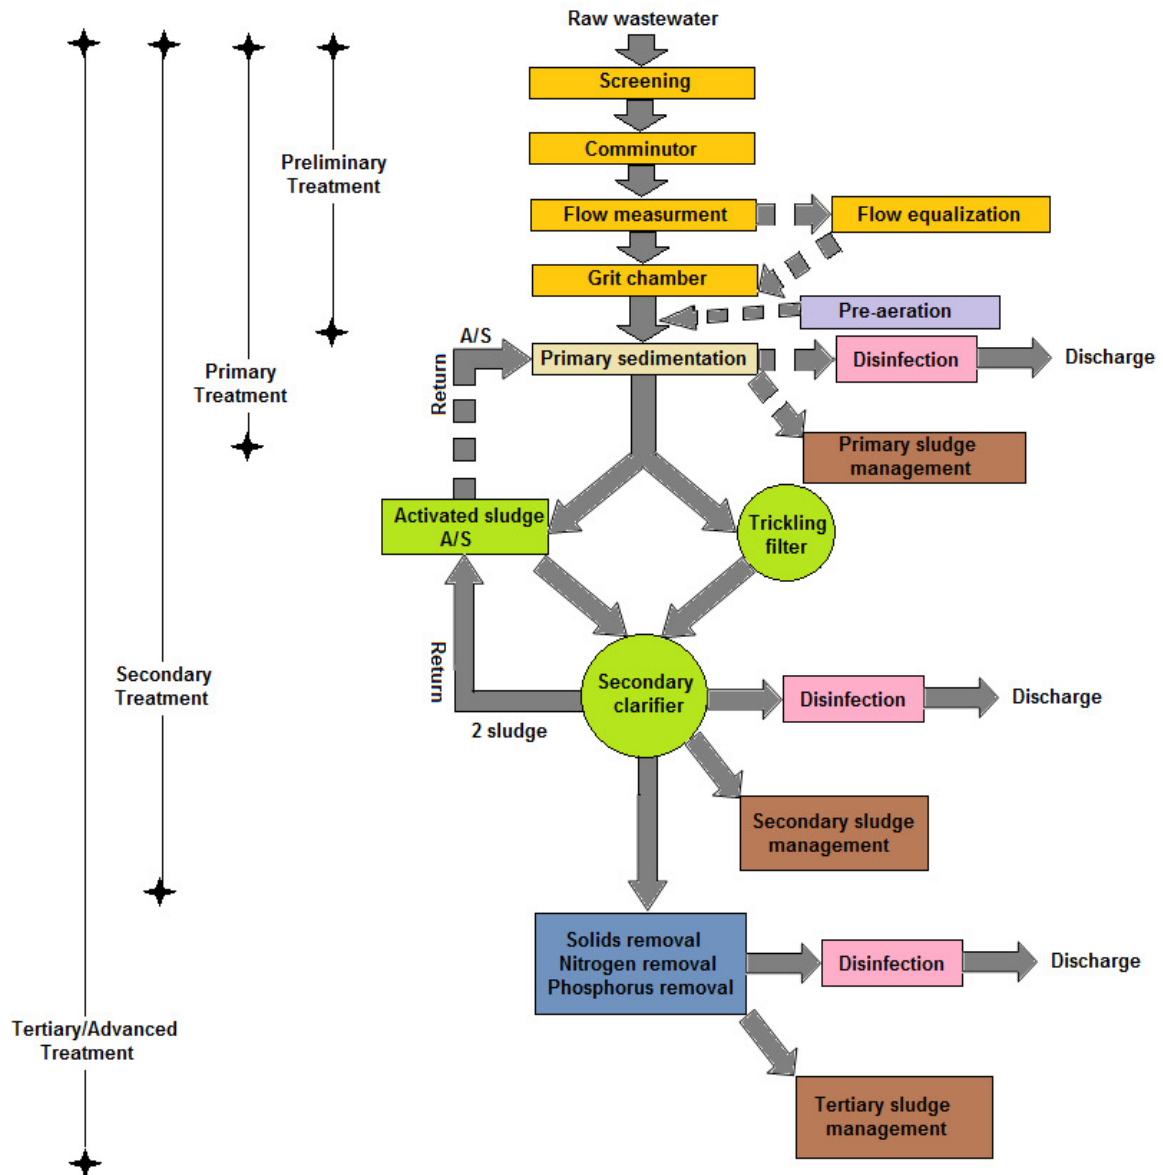 Raw wastewater
Screening
Comminutor
Preliminary
Treatment
Flow measurment
Flow equalization
Grit chamber
Pre-aeration
A/S
Return
Primary sedimentation
Disinfection
Discharge
Primary
Treatment
Primary sludge
management
Activated sludge
A/S
Trickling
filter
Secondary
Treatment
Return
2 sludge
Secondary
clarifier
Disinfection
Discharge
Secondary sludge
management
Solids removal
Nitrogen removal
Phosphorus removal
Disinfection
Discharge
Tertiary/Advanced
Treatment
Tertiary sludge
management